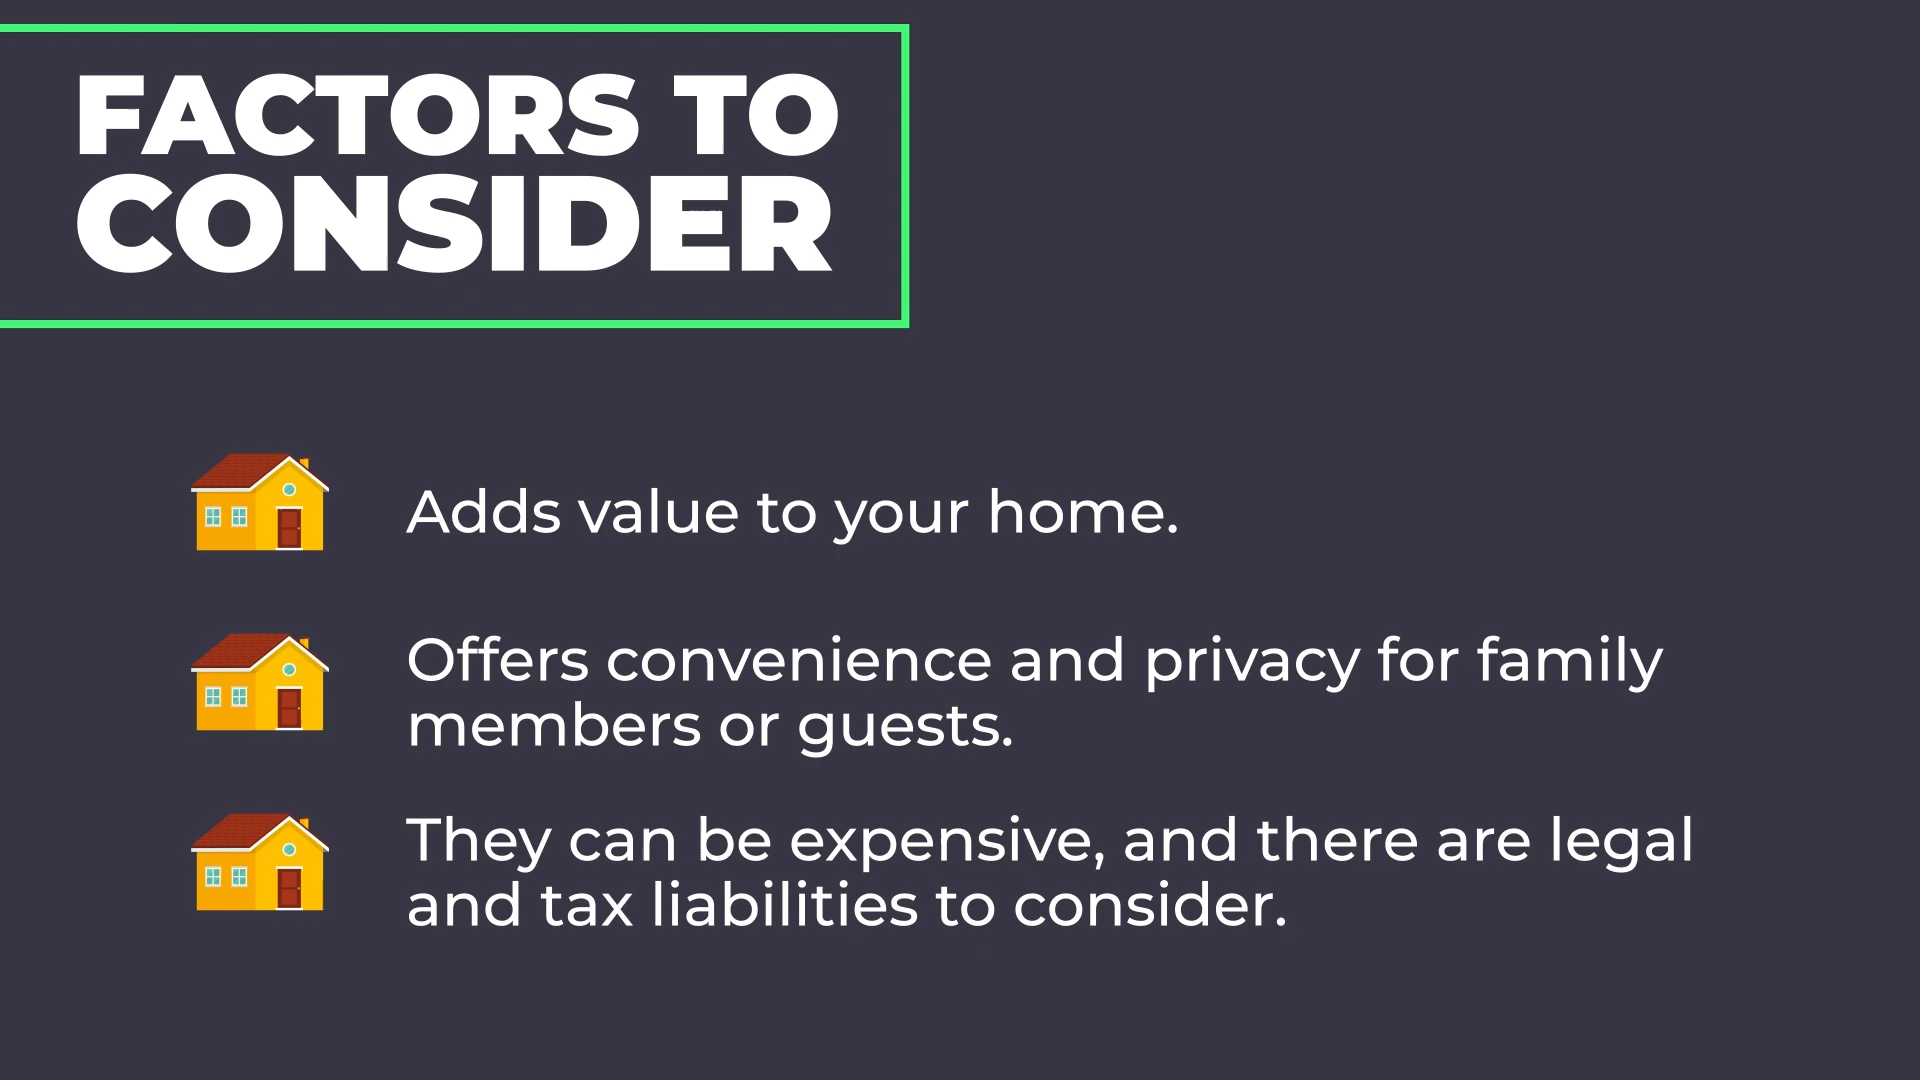 FACTORS TO
CONSIDER
Adds value to your home.
Offers convenience and privacy for family
members or guests.
They can be expensive, and there are legal
and tax liabilities to consider.